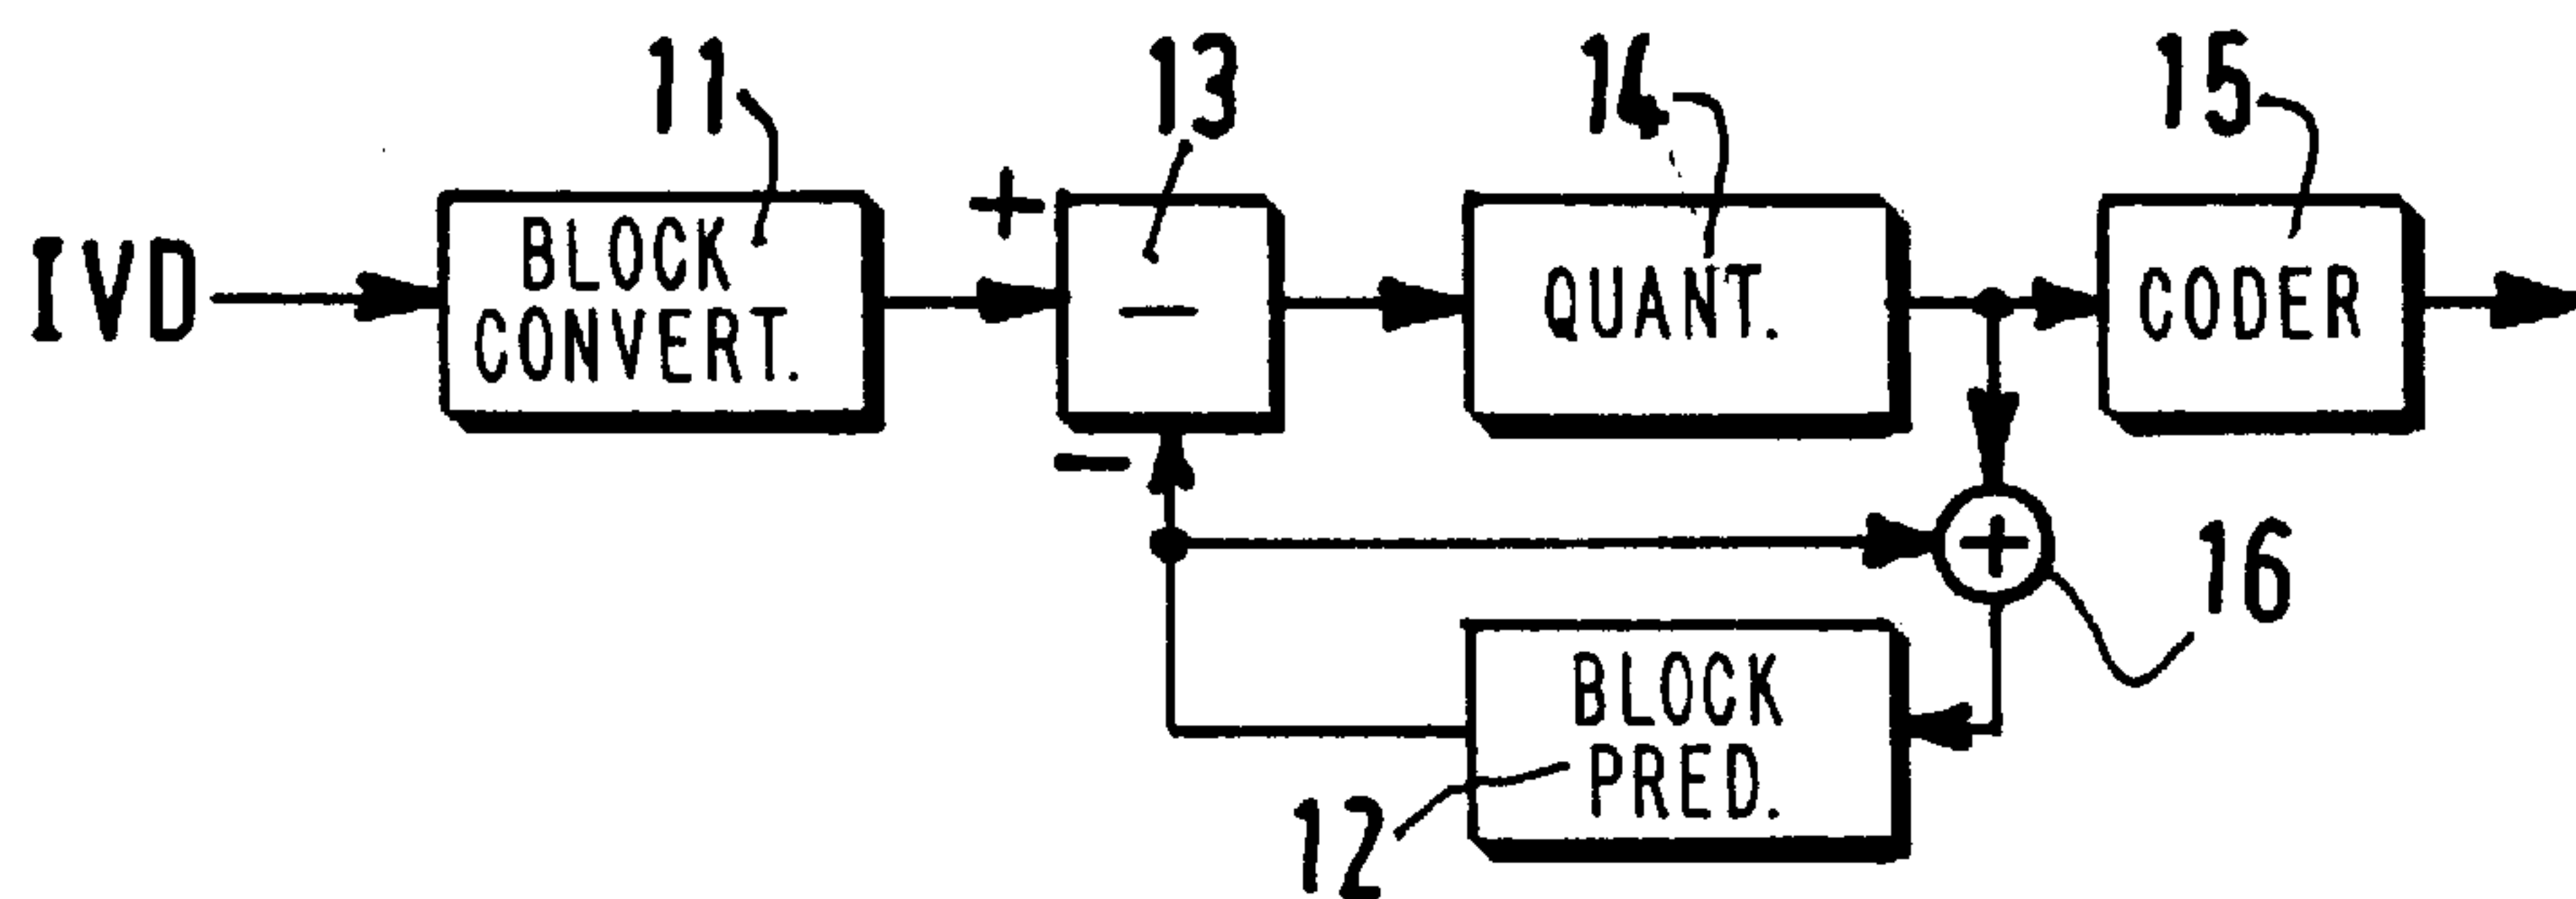 11
13
14
15
IVD
BLOCK
CONVERT.
+
−
QUANT.
CODER
−
+
16
BLOCK
PRED.
12